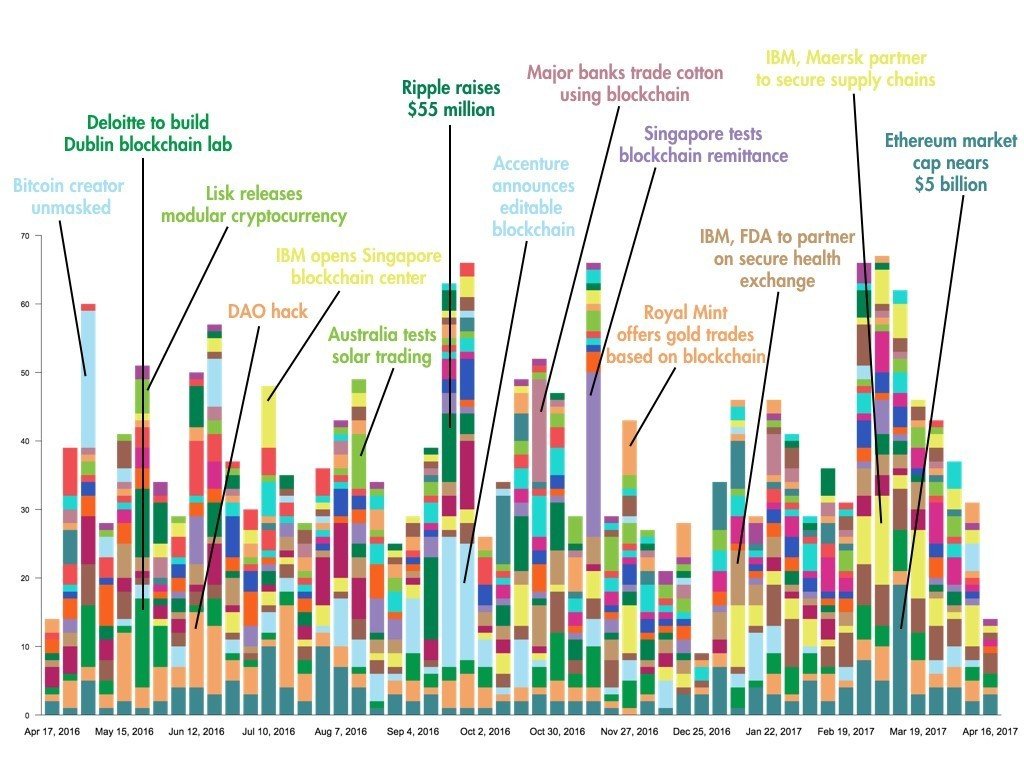 IBM, Maersk partner
to secure supply chains
Major banks trade cotton
using blockchain
Ripple raises
$55 million
Deloitte to build
Dublin blockchain lab
Singapore tests
blockchain remittance
Ethereum market
cap nears
$5 billion
Accenture
announces
editable
blockchain
Bitcoin creator
unmasked
Lisk releases
modular cryptocurrency
IBM, FDA to partner
on secure health
exchange
IBM opens Singapore
blockchain center
DAO hack
Royal Mint
offers gold trades
based on blockchain
Australia tests
solar trading
70
60
50
40
30
20
10
0
Apr 17, 2016
May 15, 2016
Jun 12, 2016
Jul 10, 2016
Aug 7, 2016
Sep 4, 2016
Oct 2, 2016
Oct 30, 2016
Nov 27, 2016
Dec 25, 2016
Jan 22, 2017
Feb 19, 2017
Mar 19, 2017
Apr 16, 2017